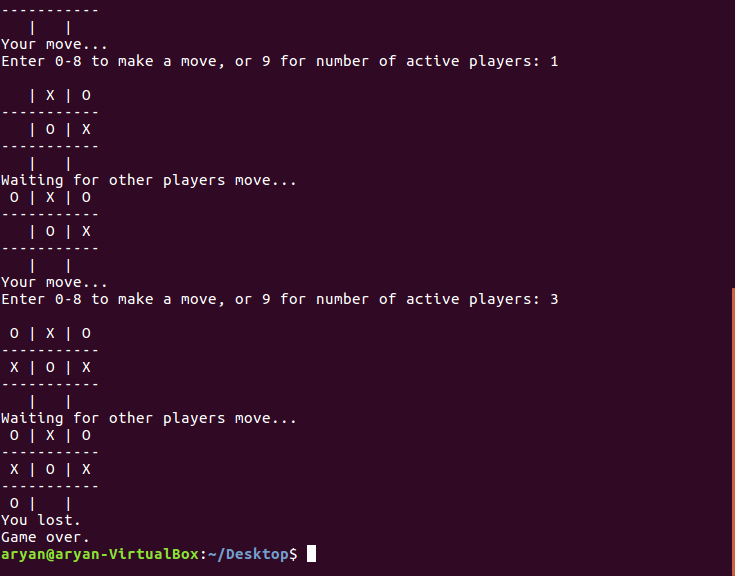 -----------
   |   |
Your move...
Enter 0-8 to make a move, or 9 for number of active players: 1
   | X | O
-----------
   | O | X
-----------
   |   |
Waiting for other players move...
 O | X | O
-----------
   | O | X
-----------
   |   |
Your move...
Enter 0-8 to make a move, or 9 for number of active players: 3
 O | X | O
-----------
 X | O | X
-----------
   |   |
Waiting for other players move...
 O | X | O
-----------
 X | O | X
-----------
 O |   |
You lost.
Game over.
aryan@aryan-VirtualBox:~/Desktop$